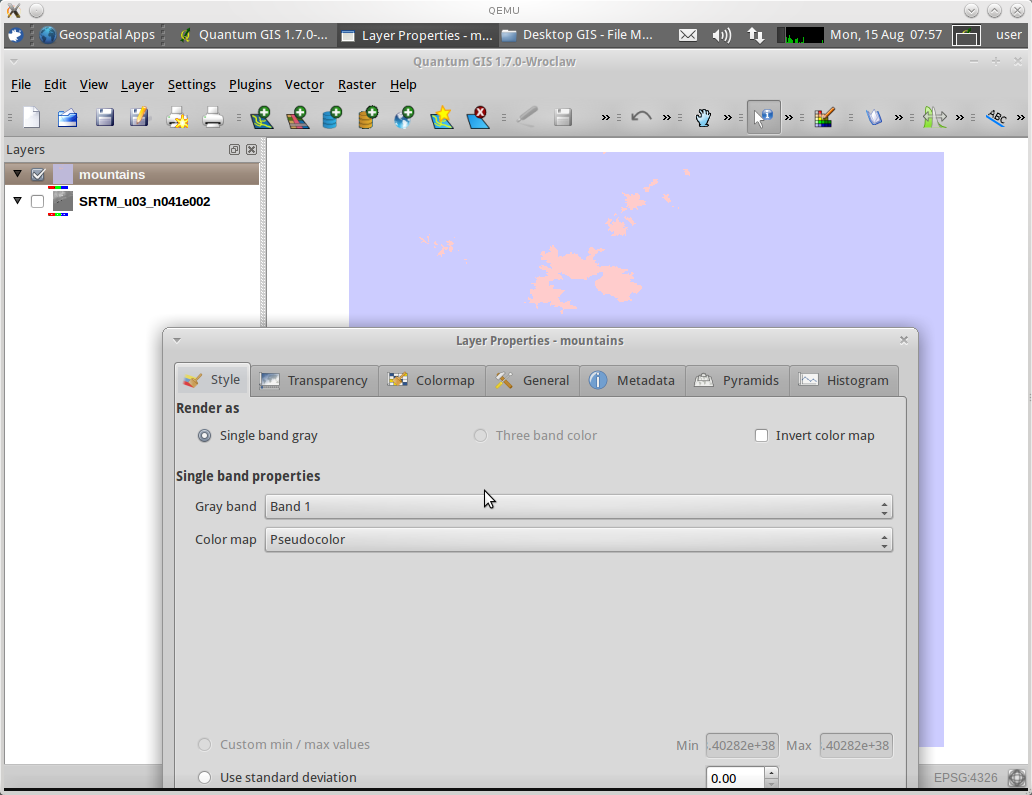 QEMU
Geospatial Apps
Quantum GIS 1.7.0-...
Layer Properties - m...
Desktop GIS - File M...
Mon, 15 Aug 07:57
user
Quantum GIS 1.7.0-Wroclaw
File Edit View Layer Settings Plugins Vector Raster Help
ABC
Layers
mountains
SRTM_u03_n041e002
Layer Properties - mountains
Style Transparency Colormap General Metadata Pyramids Histogram
Render as
Single band gray Three band color Invert color map
Single band properties
Gray band Band 1
Color map Pseudocolor
Custom min / max values Min .40282e+38 Max .40282e+38
Use standard deviation 0.00
EPSG:4326